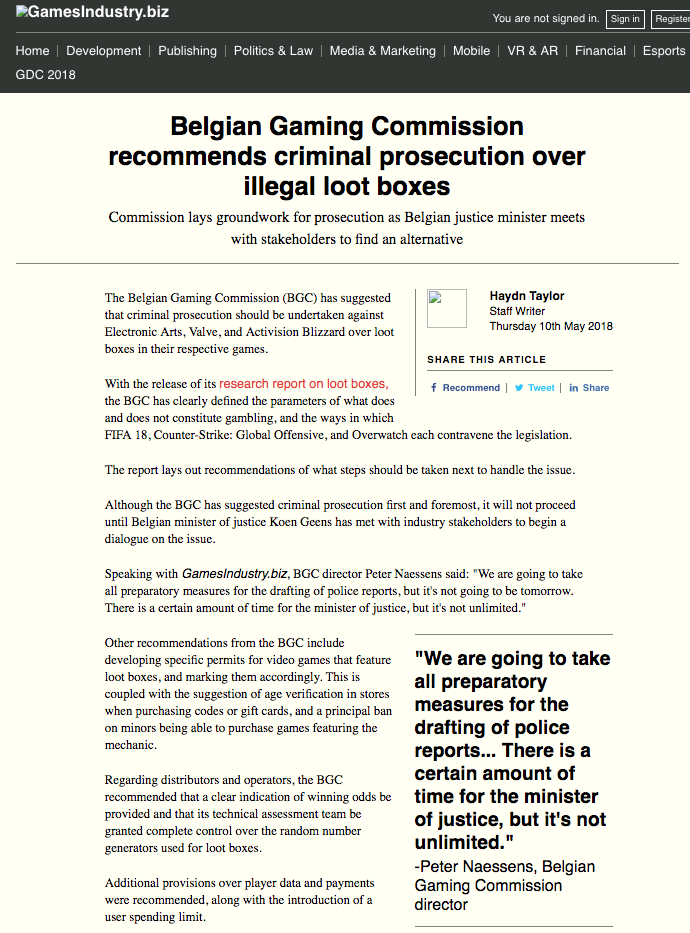 GamesIndustry.biz
You are not signed in. Sign in Register
Home | Development | Publishing | Politics & Law | Media & Marketing | Mobile | VR & AR | Financial | Esports
GDC 2018
Belgian Gaming Commission
recommends criminal prosecution over
illegal loot boxes
Commission lays groundwork for prosecution as Belgian justice minister meets
with stakeholders to find an alternative
Haydn Taylor
Staff Writer
Thursday 10th May 2018
SHARE THIS ARTICLE
Recommend | Tweet | Share
The Belgian Gaming Commission (BGC) has suggested
that criminal prosecution should be undertaken against
Electronic Arts, Valve, and Activision Blizzard over loot
boxes in their respective games.
With the release of its research report on loot boxes,
the BGC has clearly defined the parameters of what does
and does not constitute gambling, and the ways in which
FIFA 18, Counter-Strike: Global Offensive, and Overwatch each contravene the legislation.
The report lays out recommendations of what steps should be taken next to handle the issue.
Although the BGC has suggested criminal prosecution first and foremost, it will not proceed
until Belgian minister of justice Koen Geens has met with industry stakeholders to begin a
dialogue on the issue.
Speaking with GamesIndustry.biz, BGC director Peter Naessens said: "We are going to take
all preparatory measures for the drafting of police reports, but it's not going to be tomorrow.
There is a certain amount of time for the minister of justice, but it's not unlimited."
Other recommendations from the BGC include
developing specific permits for video games that feature
loot boxes, and marking them accordingly. This is
coupled with the suggestion of age verification in stores
when purchasing codes or gift cards, and a principal ban
on minors being able to purchase games featuring the
mechanic.
Regarding distributors and operators, the BGC
recommended that a clear indication of winning odds be
provided and that its technical assessment team be
granted complete control over the random number
generators used for loot boxes.
Additional provisions over player data and payments
were recommended, along with the introduction of a
user spending limit.
"We are going to take
all preparatory
measures for the
drafting of police
reports... There is a
certain amount of
time for the minister
of justice, but it's not
unlimited."
-Peter Naessens, Belgian
Gaming Commission
director